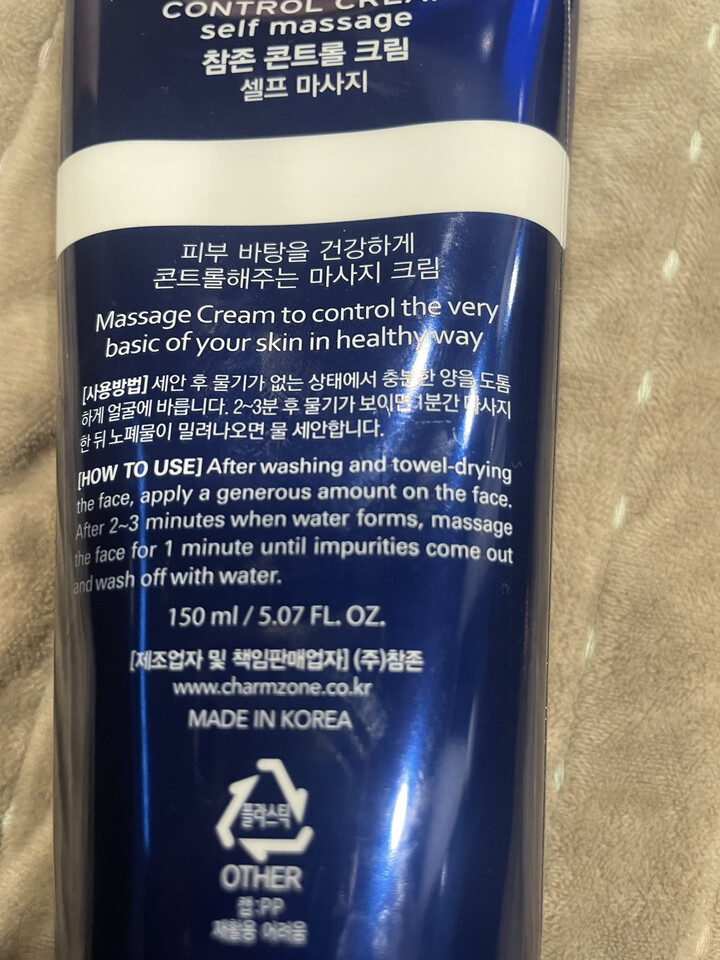 CONTROL CREAM
self massage
참존 콘트롤 크림
셀프 마사지
피부 바탕을 건강하게
콘트롤해주는 마사지 크림
Massage Cream to control the very
basic of your skin in healthy way
[사용방법] 세안 후 물기가 없는 상태에서 충분한 양을 도톰
하게 얼굴에 바릅니다. 2~3분 후 물기가 보이면 1분간 마사지
한 뒤 노폐물이 밀려나오면 물 세안합니다.
[HOW TO USE] After washing and towel-drying
the face, apply a generous amount on the face.
After 2~3 minutes when water forms, massage
the face for 1 minute until impurities come out
and wash off with water.
150 ml / 5.07 FL. OZ.
[제조업자 및 책임판매업자] (주)참존
www.charmzone.co.kr
MADE IN KOREA
플라스틱
OTHER
캡:PP
재활용 어려움